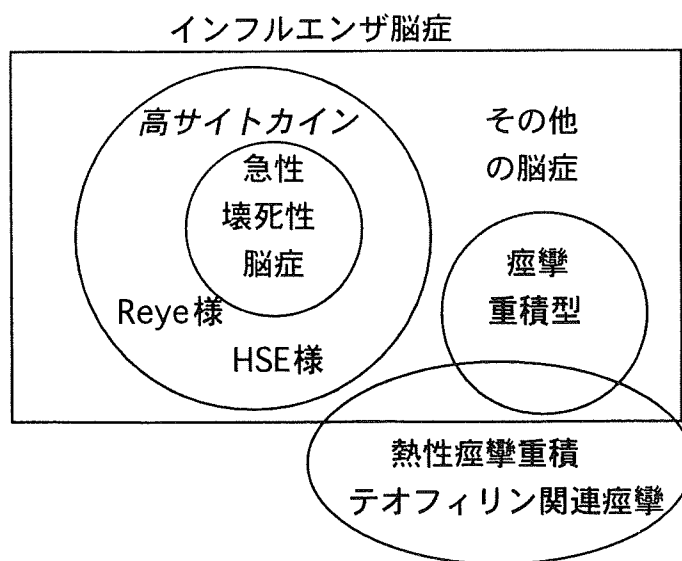 インフルエンザ脳症
高サイトカイン
急性
壊死性
脳症
Reye様
HSE様
その他
の脳症
痙攣
重積型
熱性痙攣重積
テオフィリン関連痙攣